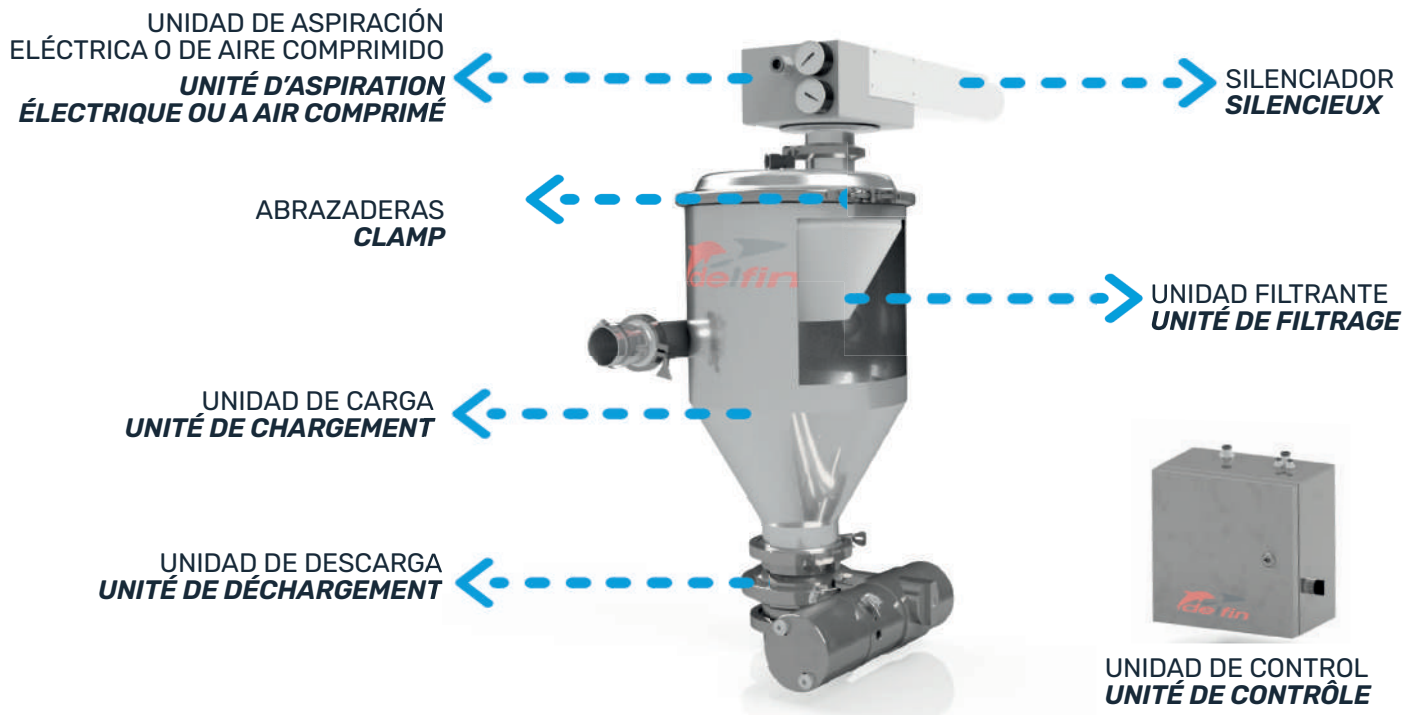 UNIDAD DE ASPIRACIÓN
ELÉCTRICA O DE AIRE COMPRIMIDO
UNITÉ D'ASPIRATION
ÉLECTRIQUE OU A AIR COMPRIMÉ
SILENCIADOR
SILENCIEUX
ABRAZADERAS
CLAMP
delfin
UNIDAD FILTRANTE
UNITÉ DE FILTRAGE
UNIDAD DE CARGA
UNITÉ DE CHARGEMENT
UNIDAD DE DESCARGA
UNITÉ DE DÉCHARGEMENT
delfin
UNIDAD DE CONTROL
UNITÉ DE CONTRÔLE